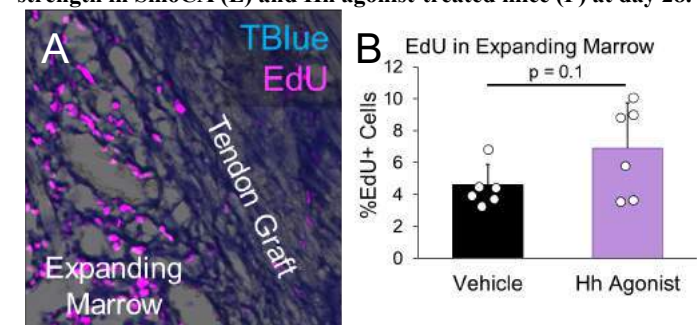 strength in SmoCA (E) and Hh agonist-treated mice (F) at day 28.
A
TBlue
EdU
Tendon Graft
Expanding
Marrow
B
EdU in Expanding Marrow
p = 0.1
%EdU+ Cells
12
10
8
6
4
2
0
Vehicle
Hh Agonist